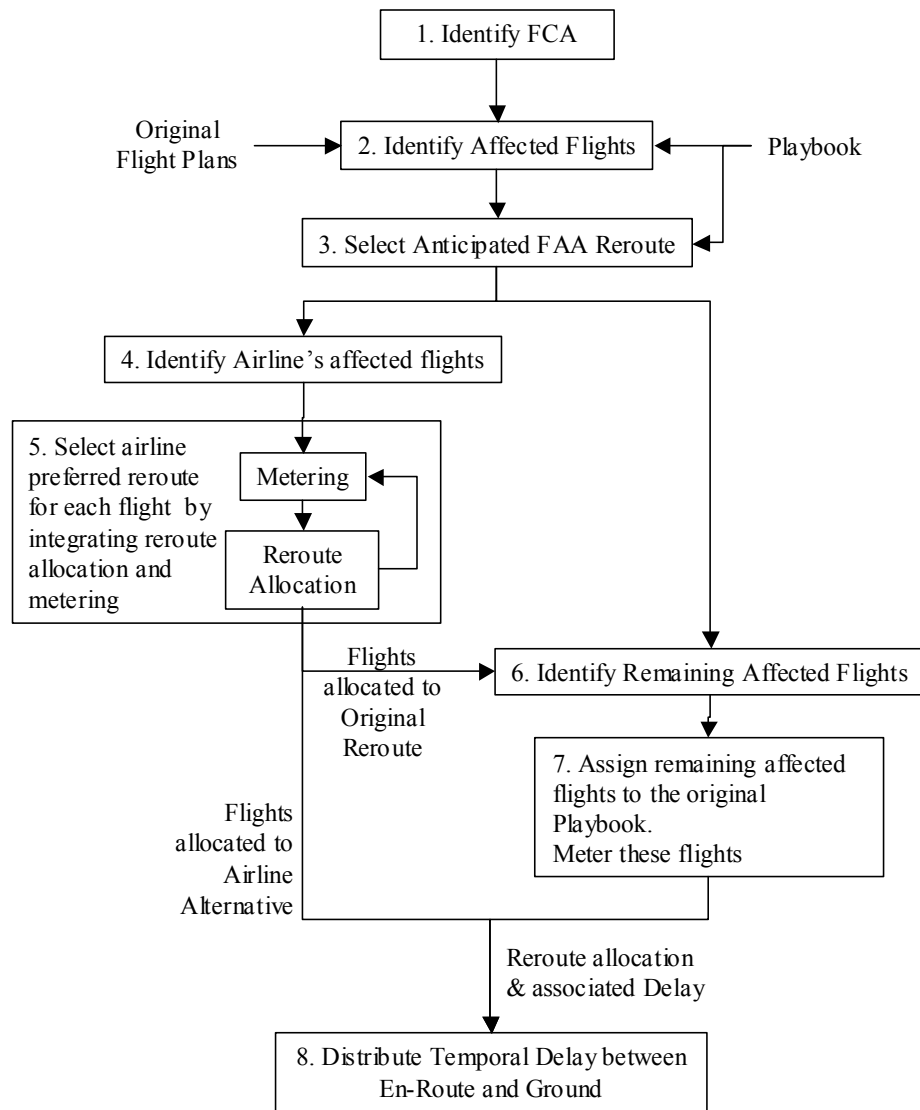 1. Identify FCA
Original
Flight Plans
2. Identify Affected Flights
Playbook
3. Select Anticipated FAA Reroute
4. Identify Airline’s affected flights
5. Select airline
preferred reroute
for each flight by
integrating reroute
allocation and
metering
Metering
Reroute
Allocation
Flights
allocated to
Original
Reroute
6. Identify Remaining Affected Flights
7. Assign remaining affected
flights to the original
Playbook.
Meter these flights
Flights
allocated to
Airline
Alternative
Reroute allocation
& associated Delay
8. Distribute Temporal Delay between
En-Route and Ground